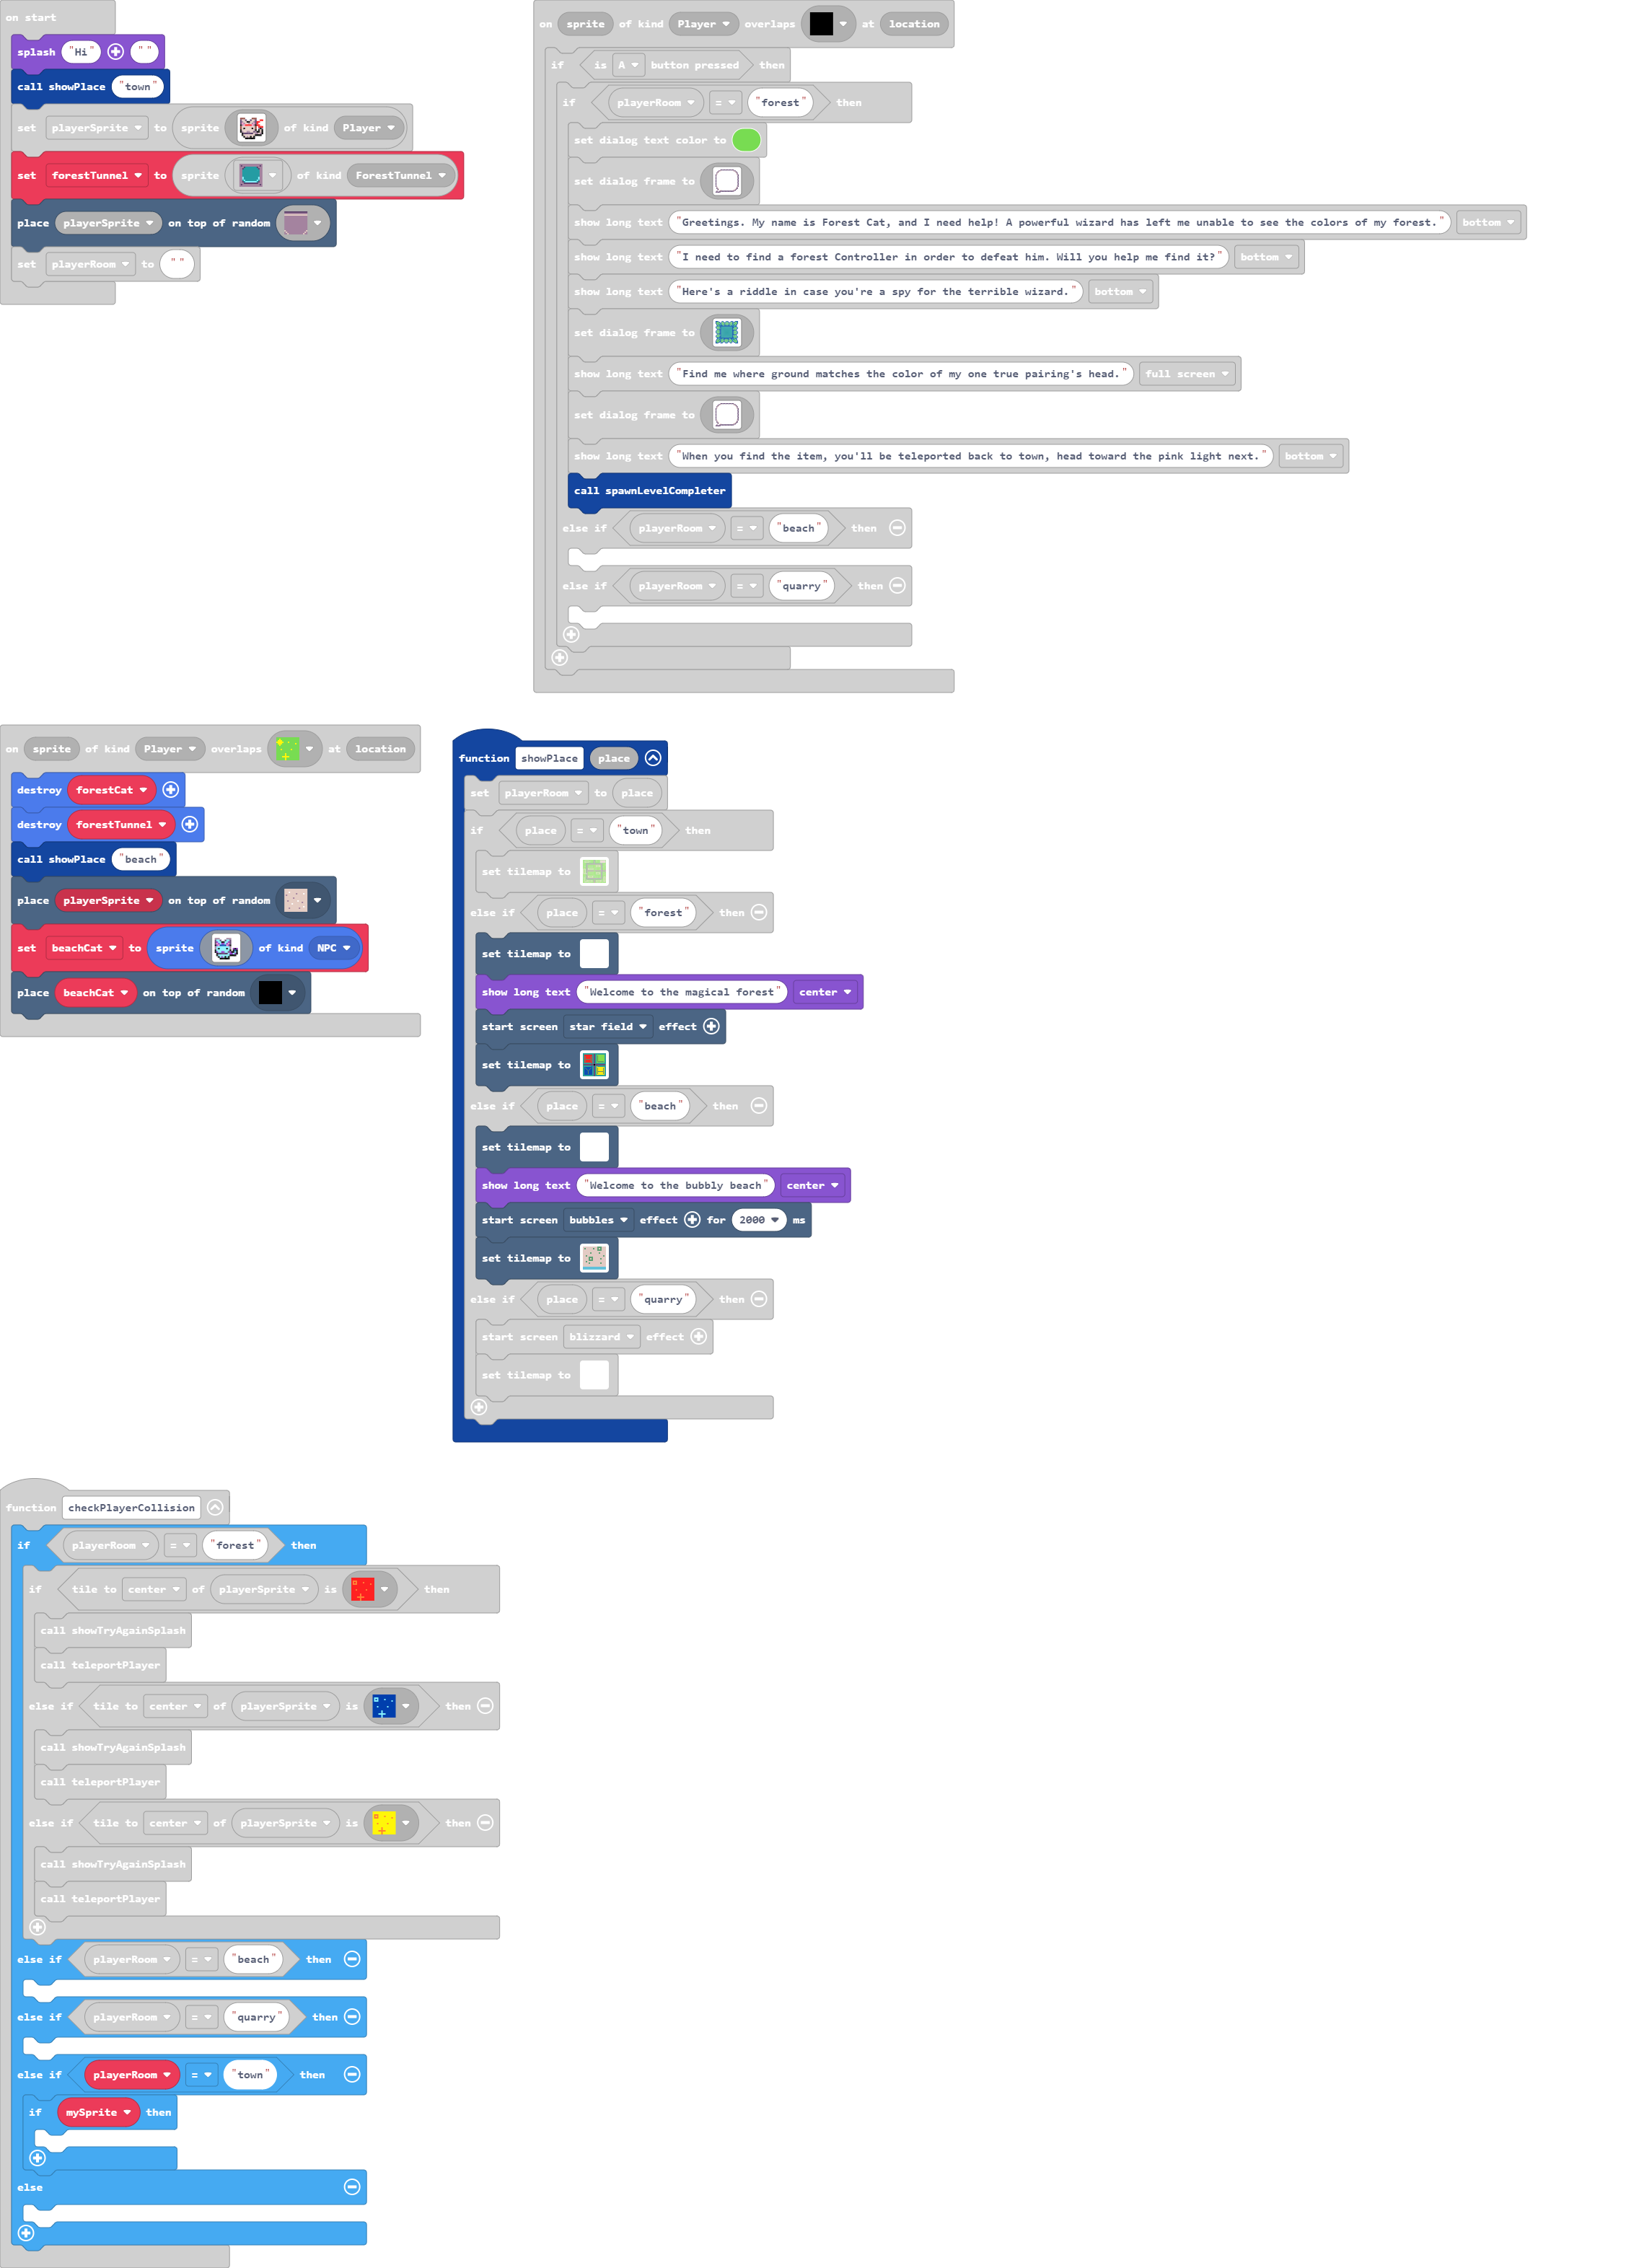 on start
splash "Hi" " "
call showPlace "town"
set playerSprite to sprite of kind Player
set forestTunnel to sprite of kind ForestTunnel
place playerSprite on top of random
set playerRoom to " "
on sprite of kind Player overlaps at location
if is A button pressed then
if playerRoom = "forest" then
set dialog text color to
set dialog frame to
show long text "Greetings. My name is Forest Cat, and I need help! A powerful wizard has left me unable to see the colors of my forest." bottom
show long text "I need to find a forest Controller in order to defeat him. Will you help me find it?" bottom
show long text "Here's a riddle in case you're a spy for the terrible wizard." bottom
set dialog frame to
show long text "Find me where ground matches the color of my one true pairing's head." full screen
set dialog frame to
show long text "When you find the item, you'll be teleported back to town, head toward the pink light next." bottom
call spawnLevelCompleter
else if playerRoom = "beach" then
else if playerRoom = "quarry" then
on sprite of kind Player overlaps at location
destroy forestCat
destroy forestTunnel
call showPlace "beach"
place playerSprite on top of random
set beachCat to sprite of kind NPC
place beachCat on top of random
function showPlace place
set playerRoom to place
if place = "town" then
set tilemap to
else if place = "forest" then
set tilemap to
show long text "Welcome to the magical forest" center
start screen star field effect
set tilemap to
else if place = "beach" then
set tilemap to
show long text "Welcome to the bubbly beach" center
start screen bubbles effect for 2000 ms
set tilemap to
else if place = "quarry" then
start screen blizzard effect
set tilemap to
function checkPlayerCollision
if playerRoom = "forest" then
if tile to center of playerSprite is then
call showTryAgainSplash
call teleportPlayer
else if tile to center of playerSprite is then
call showTryAgainSplash
call teleportPlayer
else if tile to center of playerSprite is then
call showTryAgainSplash
call teleportPlayer
else if playerRoom = "beach" then
else if playerRoom = "quarry" then
else if playerRoom = "town" then
if mySprite then
else